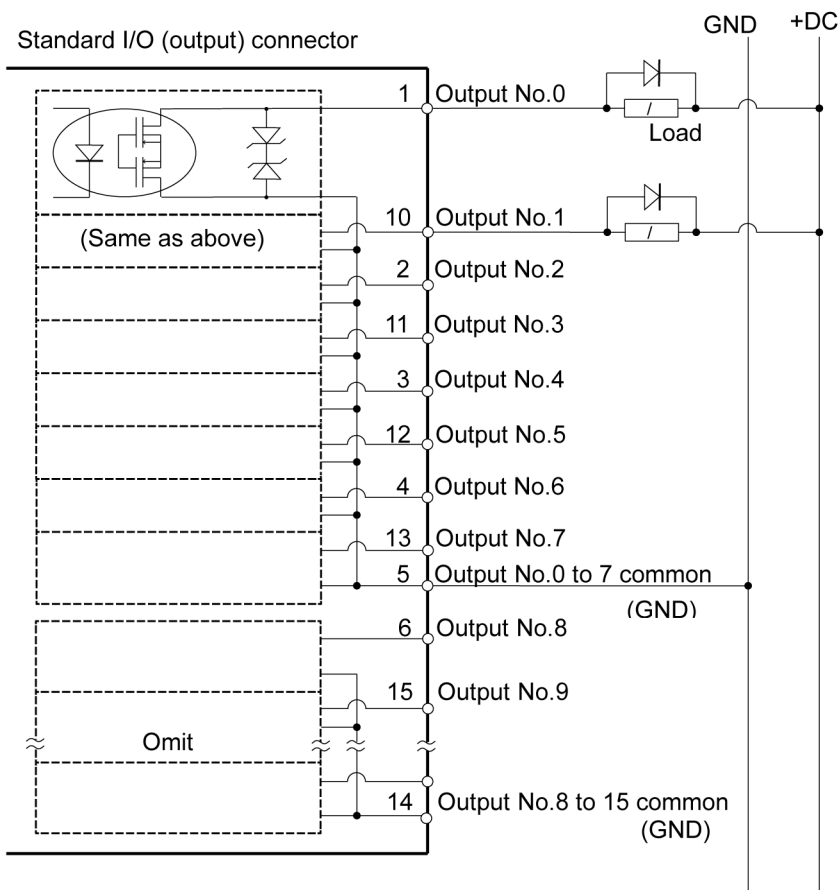 GND +DC
Standard I/O (output) connector
1 Output No.0
Load
10 Output No.1
(Same as above)
2 Output No.2
11 Output No.3
3 Output No.4
12 Output No.5
4 Output No.6
13 Output No.7
5 Output No.0 to 7 common
(GND)
6 Output No.8
15 Output No.9
Omit
14 Output No.8 to 15 common
(GND)